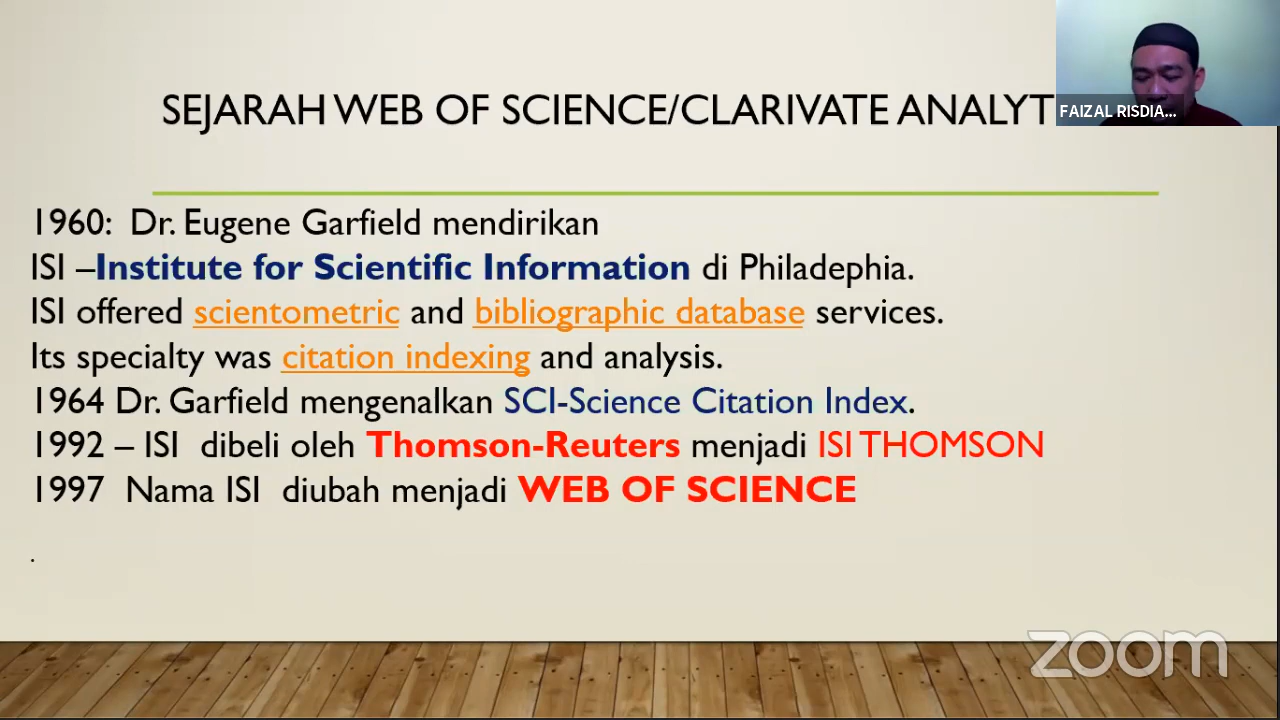 SEJARAH WEB OF SCIENCE/CLARIVATE ANALYT
FAIZAL RISDIA...
1960: Dr. Eugene Garfield mendirikan
ISI –Institute for Scientific Information di Philadephia.
ISI offered scientometric and bibliographic database services.
Its specialty was citation indexing and analysis.
1964 Dr. Garfield mengenalkan SCI-Science Citation Index.
1992 – ISI dibeli oleh Thomson-Reuters menjadi ISI THOMSON
1997 Nama ISI diubah menjadi WEB OF SCIENCE
.
zoom